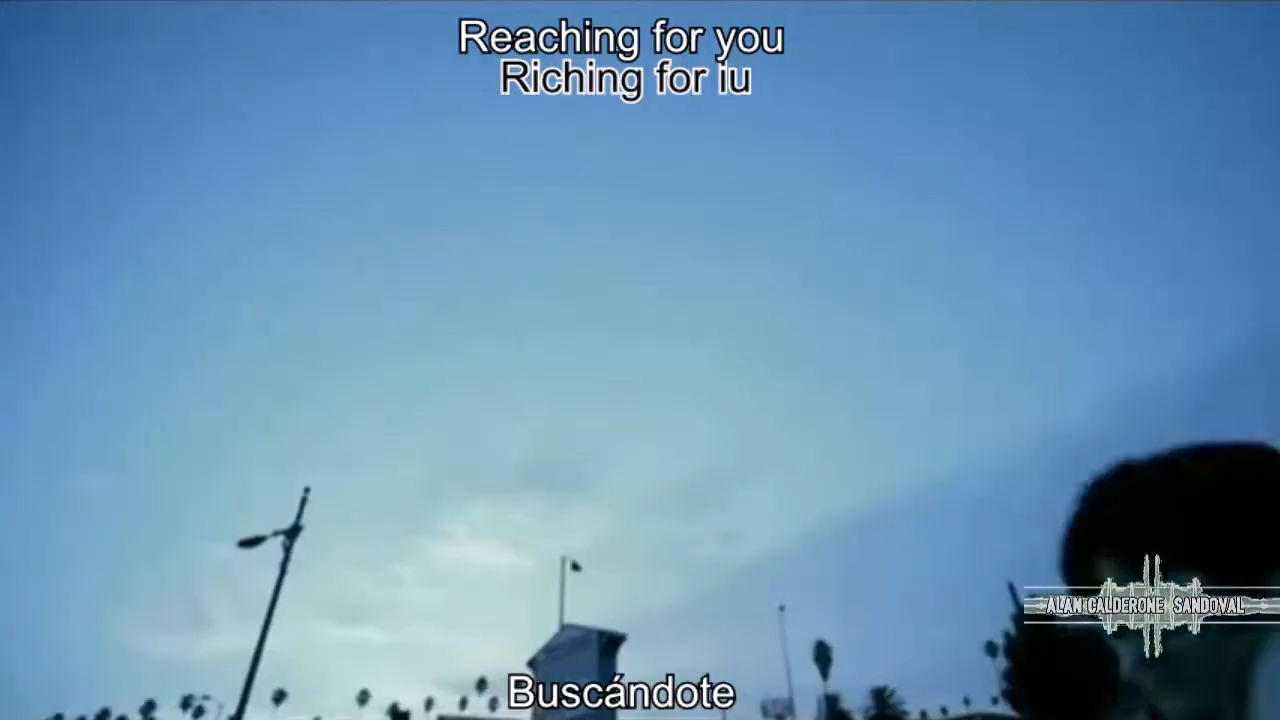 Reaching for you
Riching for iu
ALAN CALDERONE SANDOVAL
Buscándote